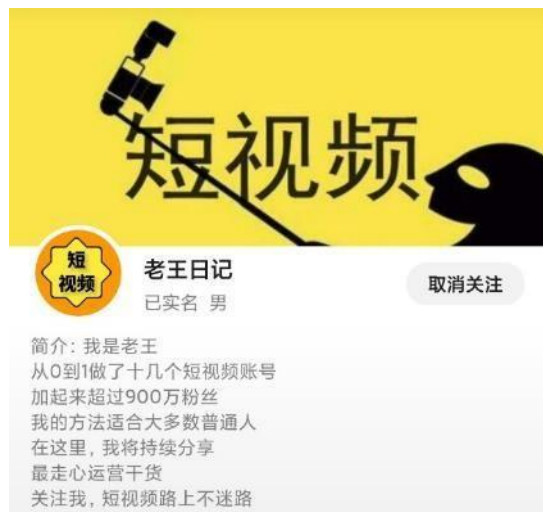 短视频
短
视频
老王日记
取消关注
已实名 男
简介: 我是老王
从0到1做了十几个短视频账号
加起来超过900万粉丝
我的方法适合大多数普通人
在这里, 我将持续分享
最走心运营干货
关注我, 短视频路上不迷路